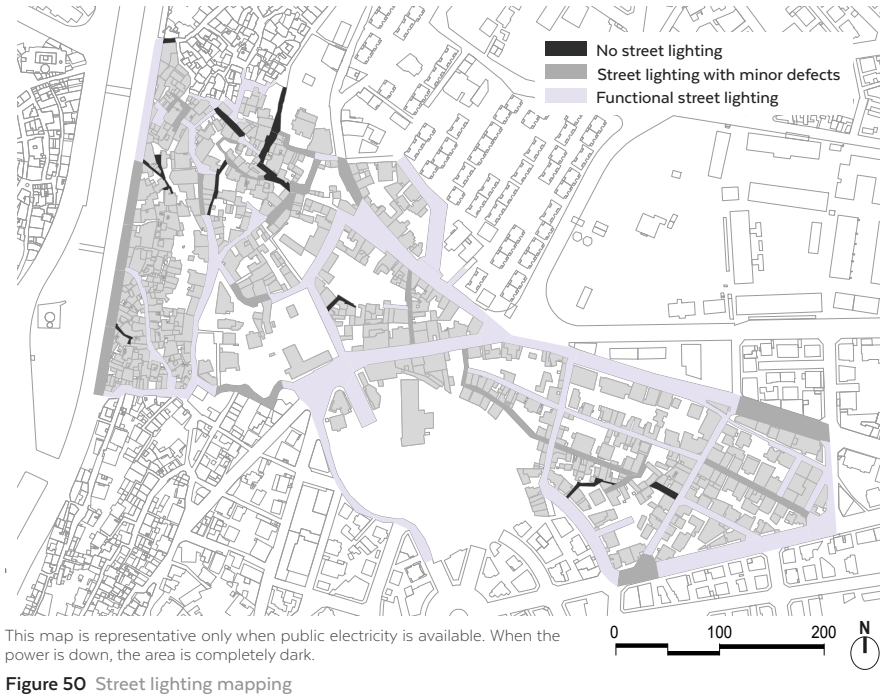 No street lighting
Street lighting with minor defects
Functional street lighting
This map is representative only when public electricity is available. When the
power is down, the area is completely dark.
0 100 200
N
Figure 50 Street lighting mapping